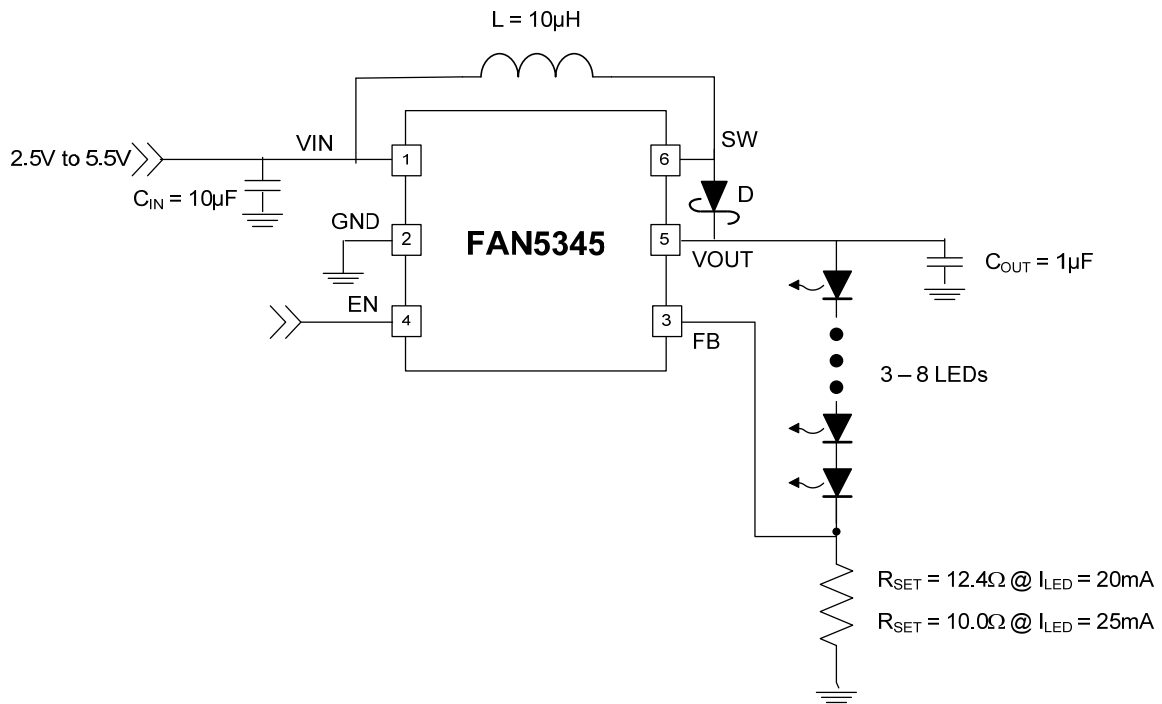 L = 10µH
VIN
SW
2.5V to 5.5V
1
6
C_IN = 10µF
D
GND
2
FAN5345
5
VOUT
C_OUT = 1µF
EN
4
3
FB
3 – 8 LEDs
R_SET = 12.4Ω @ I_LED = 20mA
R_SET = 10.0Ω @ I_LED = 25mA